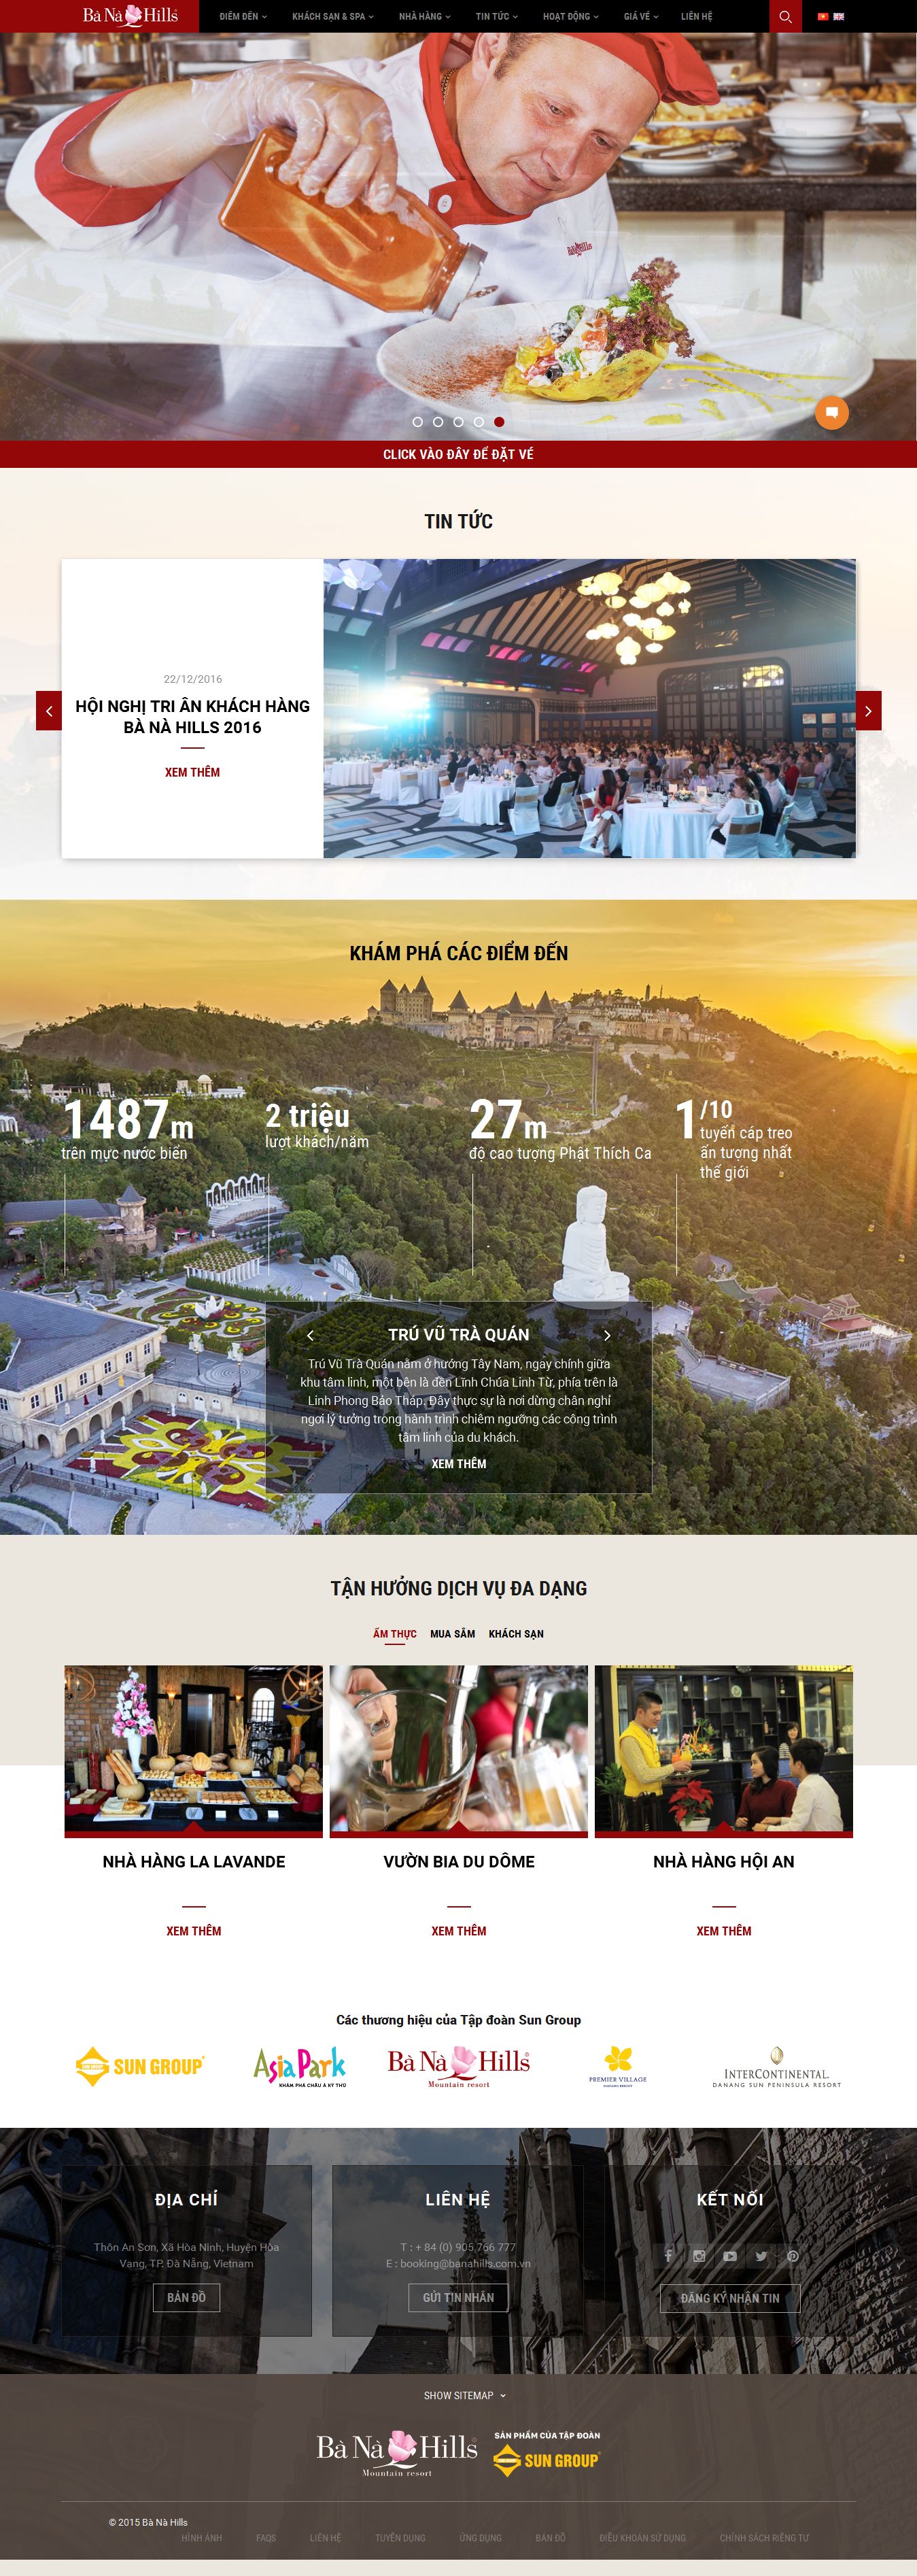 Bà Nà Hills
ĐIỂM ĐẾN
KHÁCH SẠN & SPA
NHÀ HÀNG
TIN TỨC
HOẠT ĐỘNG
GIÁ VÉ
LIÊN HỆ
BàNàHills
CLICK VÀO ĐÂY ĐỂ ĐẶT VÉ
TIN TỨC
22/12/2016
HỘI NGHỊ TRI ÂN KHÁCH HÀNG
BÀ NÀ HILLS 2016
XEM THÊM
KHÁM PHÁ CÁC ĐIỂM ĐẾN
1487m
trên mực nước biển
2 triệu
lượt khách/năm
27m
độ cao tượng Phật Thích Ca
1/10
tuyến cáp treo
ấn tượng nhất
thế giới
TRÚ VŨ TRÀ QUÁN
Trú Vũ Trà Quán nằm ở hướng Tây Nam, ngay chính giữa
khu tâm linh, một bên là đền Lĩnh Chúa Linh Từ, phía trên là
Linh Phong Bảo Tháp. Đây thực sự là nơi dừng chân nghỉ
ngơi lý tưởng trong hành trình chiêm ngưỡng các công trình
tâm linh của du khách.
XEM THÊM
TẬN HƯỞNG DỊCH VỤ ĐA DẠNG
ẨM THỰC
MUA SẮM
KHÁCH SẠN
NHÀ HÀNG LA LAVANDE
XEM THÊM
VƯỜN BIA DU DÔME
XEM THÊM
NHÀ HÀNG HỘI AN
XEM THÊM
Các thương hiệu của Tập đoàn Sun Group
SUN GROUP
Asia Park
KHÁM PHÁ CHÂU Á KỲ THÚ
Bà Nà Hills
Mountain resort
PREMIER VILLAGE
DANANG RESORT
INTERCONTINENTAL
DANANG SUN PENINSULA RESORT
ĐỊA CHỈ
Thôn An Sơn, Xã Hòa Ninh, Huyện Hòa
Vang, TP. Đà Nẵng, Vietnam
BẢN ĐỒ
LIÊN HỆ
T : + 84 (0) 905 766 777
E : booking@banahills.com.vn
GỬI TIN NHẮN
KẾT NỐI
ĐĂNG KÝ NHẬN TIN
SHOW SITEMAP
Bà Nà Hills
Mountain resort
SẢN PHẨM CỦA TẬP ĐOÀN
SUN GROUP
© 2015 Bà Nà Hills
HÌNH ẢNH
FAQS
LIÊN HỆ
TUYỂN DỤNG
ỨNG DỤNG
BẢN ĐỒ
ĐIỀU KHOẢN SỬ DỤNG
CHÍNH SÁCH RIÊNG TƯ